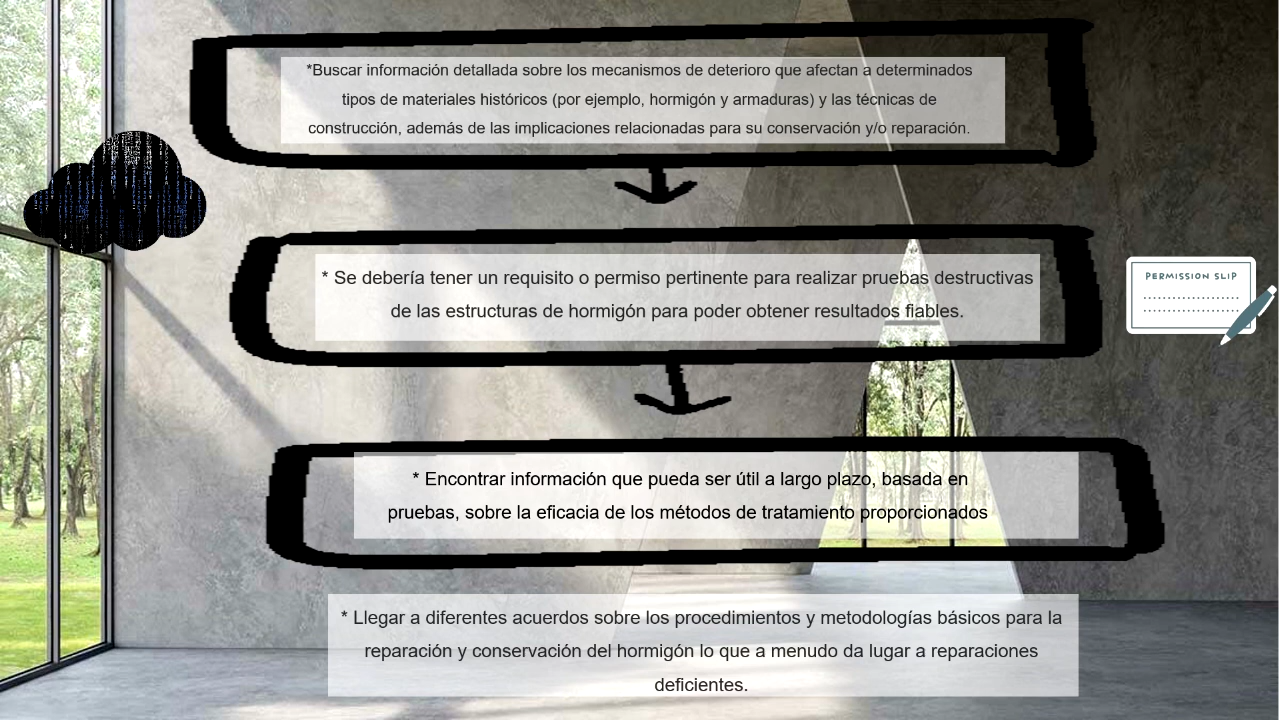 *Buscar información detallada sobre los mecanismos de deterioro que afectan a determinados
tipos de materiales históricos (por ejemplo, hormigón y armaduras) y las técnicas de
construcción, además de las implicaciones relacionadas para su conservación y/o reparación.
* Se debería tener un requisito o permiso pertinente para realizar pruebas destructivas
de las estructuras de hormigón para poder obtener resultados fiables.
PERMISSION SLIP
* Encontrar información que pueda ser útil a largo plazo, basada en
pruebas, sobre la eficacia de los métodos de tratamiento proporcionados
* Llegar a diferentes acuerdos sobre los procedimientos y metodologías básicos para la
reparación y conservación del hormigón lo que a menudo da lugar a reparaciones
deficientes.